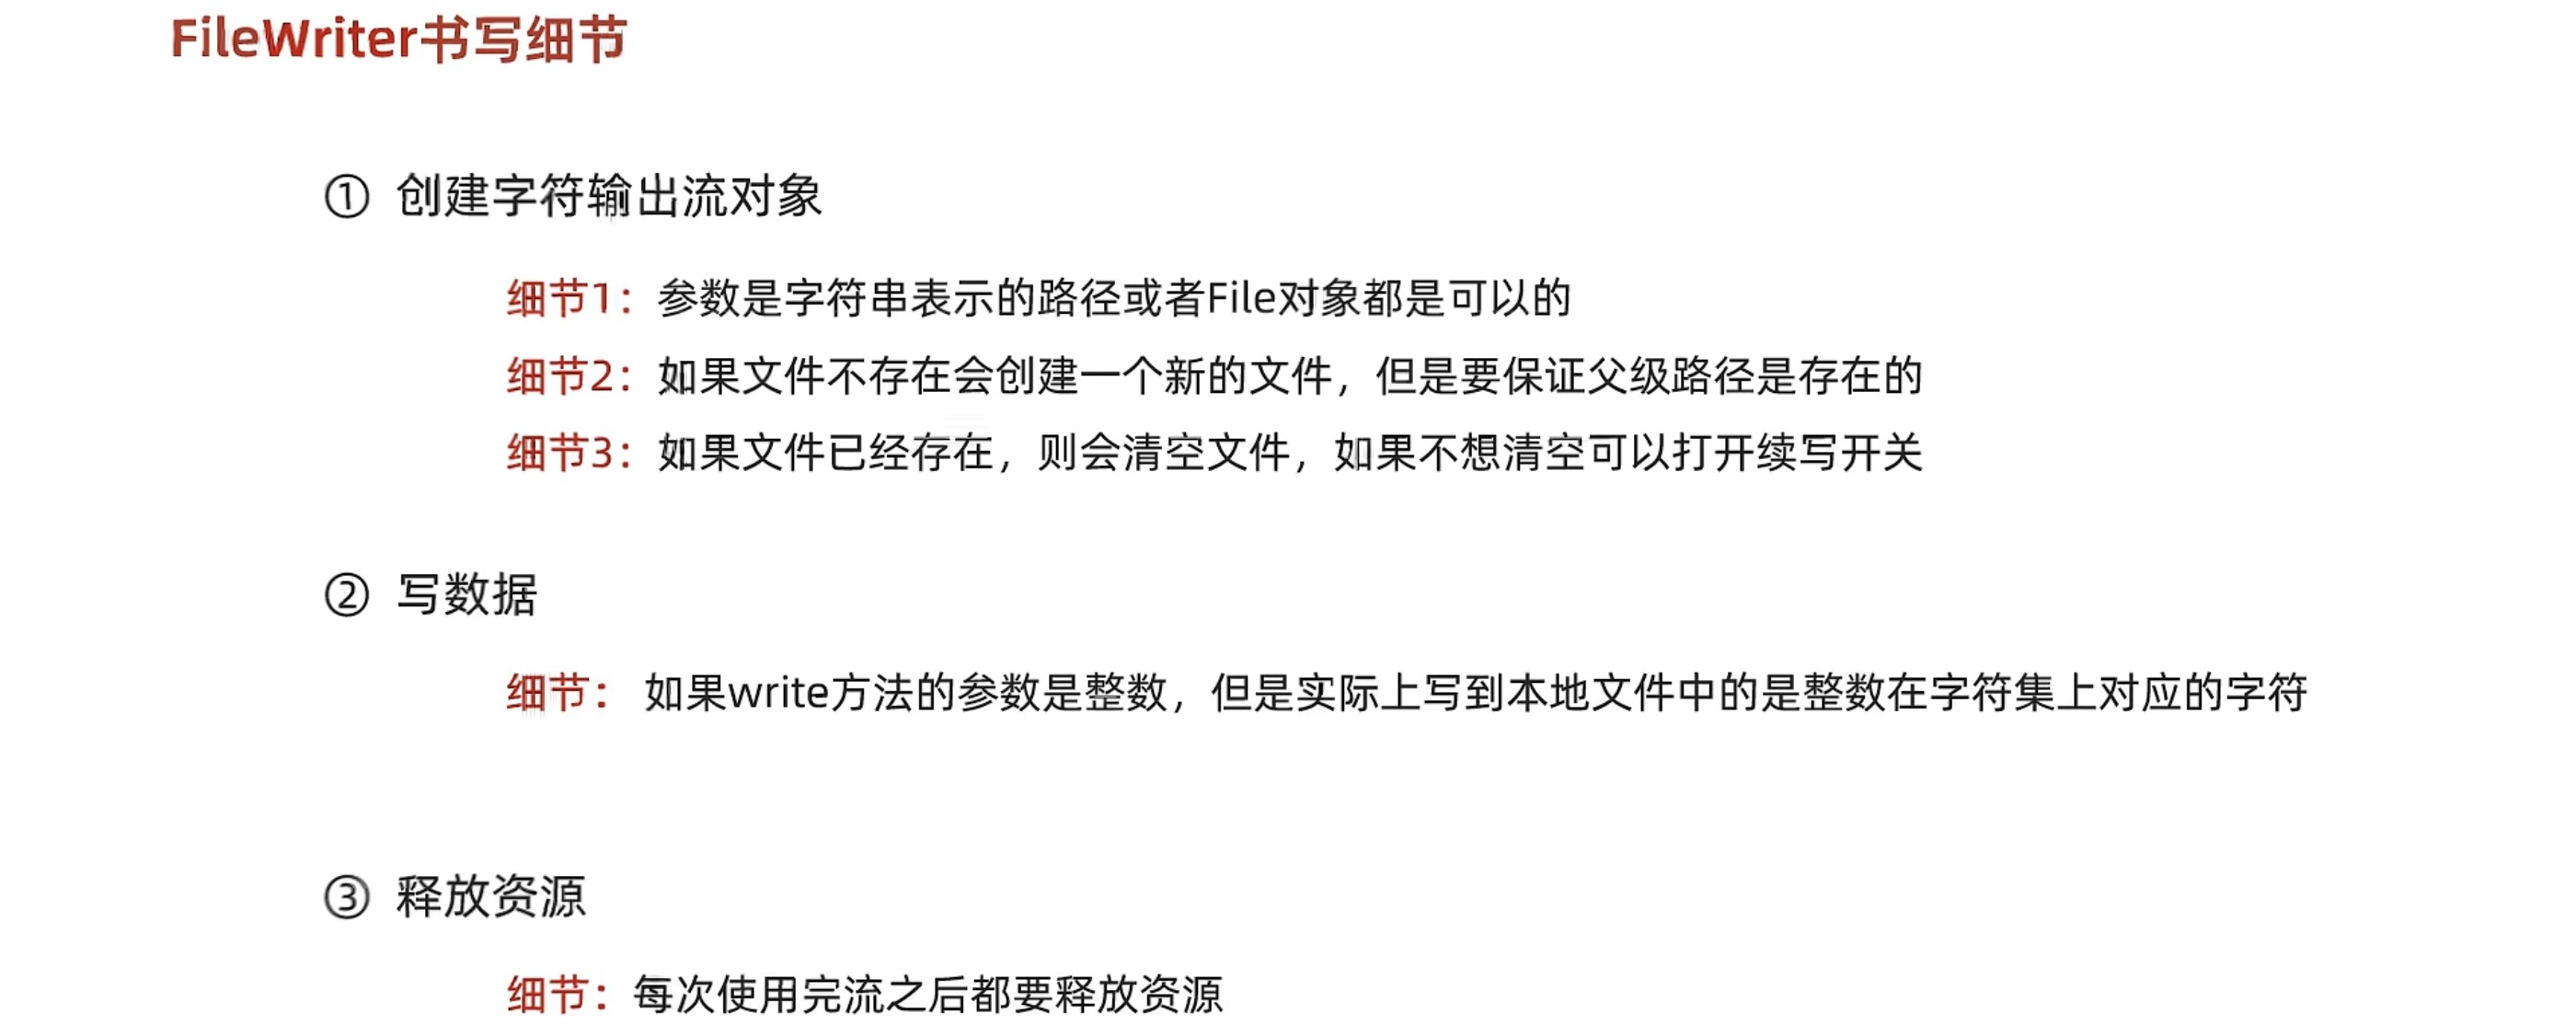 FileWriter书写细节
① 创建字符输出流对象
细节1：参数是字符串表示的路径或者File对象都是可以的
细节2：如果文件不存在会创建一个新的文件，但是要保证父级路径是存在的
细节3：如果文件已经存在，则会清空文件，如果不想清空可以打开续写开关
② 写数据
细节： 如果write方法的参数是整数，但是实际上写到本地文件中的是整数在字符集上对应的字符
③ 释放资源
细节：每次使用完流之后都要释放资源